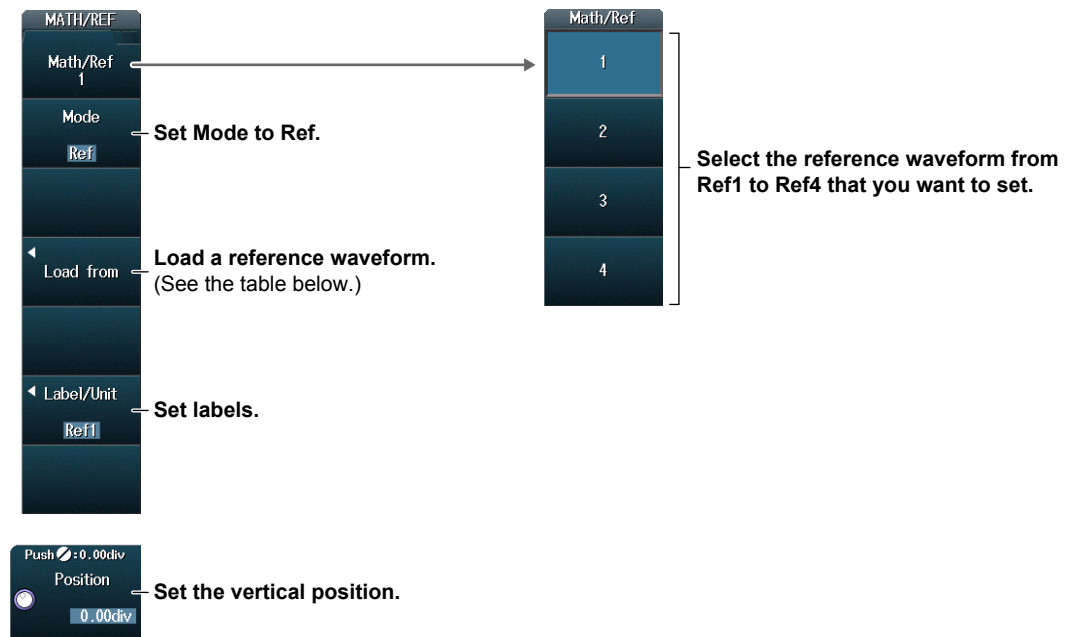 MATH/REF
Math/Ref
1
Mode
Ref
Set Mode to Ref.
Load from
Load a reference waveform.
(See the table below.)
Label/Unit
Ref1
Set labels.
Push:0.00div
Position
0.00div
Set the vertical position.
Math/Ref
1
2
3
4
Select the reference waveform from
Ref1 to Ref4 that you want to set.